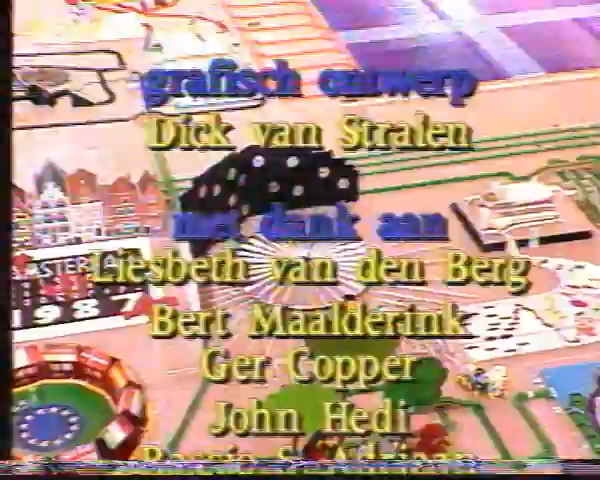 grafisch ontwerp
Dick van Stralen
met dank aan
Liesbeth van den Berg
Bert Maalderink
Ger Copper
John Hedi
1987